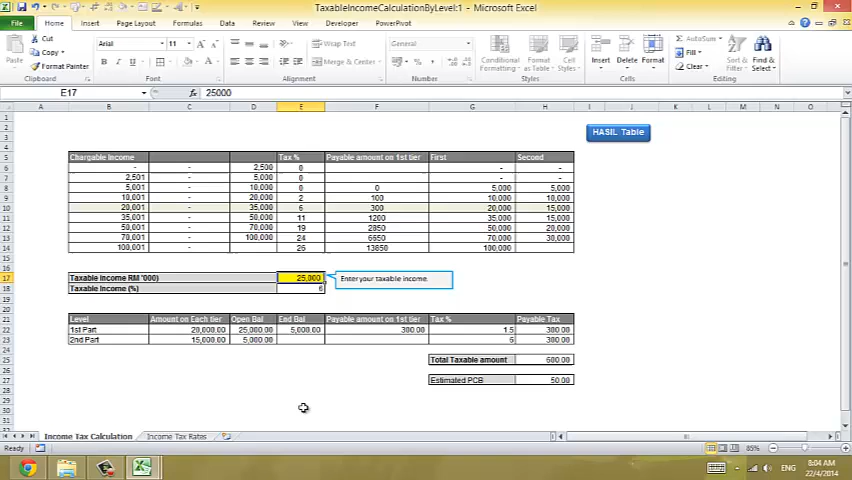 TaxableIncomeCalculationByLevel:1 - Microsoft Excel
File Home Insert Page Layout Formulas Data Review View Developer PowerPivot
Cut
Copy
Format Painter
Paste
Clipboard
Arial 11
Font
Wrap Text
Merge & Center
Alignment
General
Number
Conditional Formatting
Format as Table
Cell Styles
Styles
Insert Delete Format
Cells
AutoSum
Fill
Clear
Sort & Filter
Find & Select
Editing
E17 fx 25000
A B C D E F G H I J K L M N O
HASIL Table
Chargable Income Tax % Payable amount on 1st tier First Second
- - 2,500 0 - -
2,501 - 5,000 0 - -
5,001 - 10,000 0 0 5,000 5,000
10,001 - 20,000 2 100 10,000 10,000
20,001 - 35,000 6 300 20,000 15,000
35,001 - 50,000 11 1200 35,000 15,000
50,001 - 70,000 19 2850 50,000 20,000
70,001 - 100,000 24 6650 70,000 30,000
100,001 - 26 13850 100,000
Taxable Income RM '000) 25,000
Enter your taxable income.
Taxable Income (%) 6
Level Amount on Each tier Open Bal End Bal Payable amount on 1st tier Tax % Payable Tax
1st Part 20,000.00 25,000.00 5,000.00 300.00 1.5 300.00
2nd Part 15,000.00 5,000.00 6 300.00
Total Taxable amount 600.00
Estimated PCB 50.00
Income Tax Calculation Income Tax Rates
Ready 85%
ENG 8:04 AM
22/4/2014